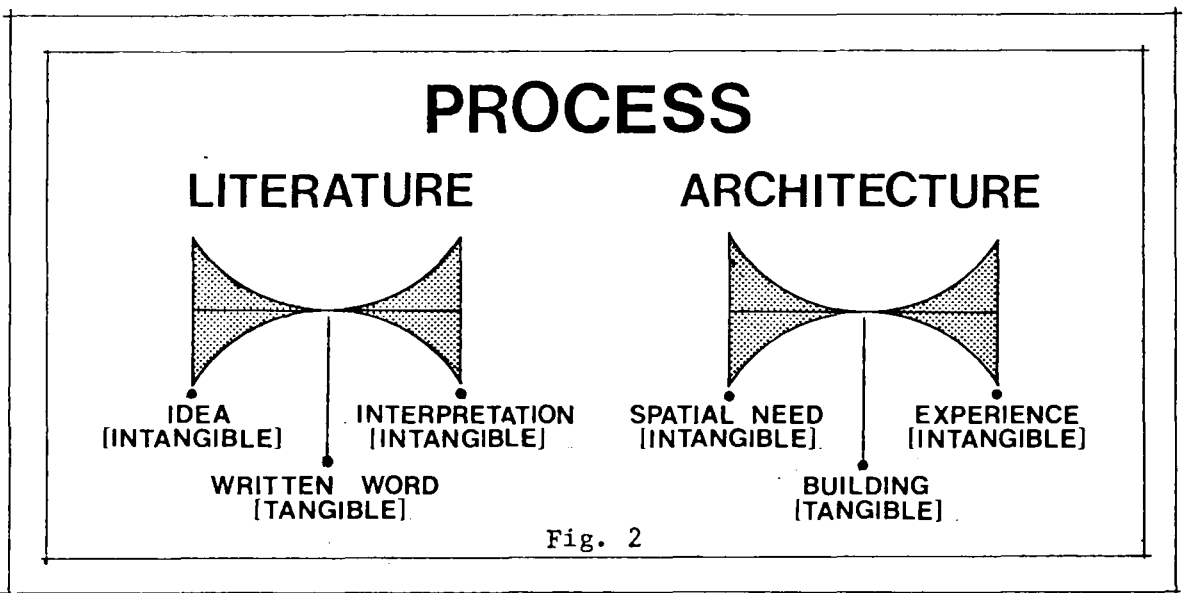 PROCESS
LITERATURE
IDEA
[INTANGIBLE]
INTERPRETATION
[INTANGIBLE]
WRITTEN WORD
[TANGIBLE]
ARCHITECTURE
SPATIAL NEED
[INTANGIBLE]
EXPERIENCE
[INTANGIBLE]
BUILDING
[TANGIBLE]
Fig. 2